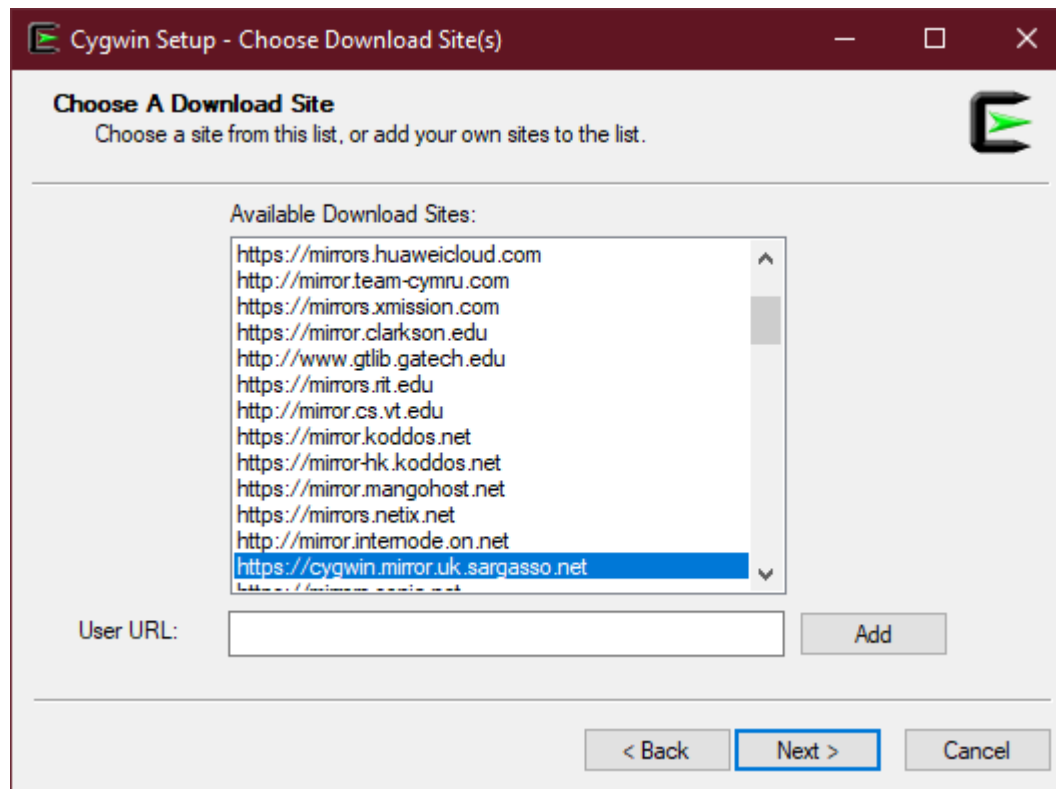 Cygwin Setup - Choose Download Site(s)
Choose A Download Site
Choose a site from this list, or add your own sites to the list.
Available Download Sites:
https://mirrors.huaweicloud.com
http://mirror.team-cymru.com
https://mirrors.xmission.com
https://mirror.clarkson.edu
http://www.gtlib.gatech.edu
https://mirrors.rit.edu
http://mirror.cs.vt.edu
https://mirror.koddos.net
https://mirror-hk.koddos.net
https://mirror.mangohost.net
https://mirrors.netix.net
http://mirror.internode.on.net
https://cygwin.mirror.uk.sargasso.net
User URL:
Add
< Back
Next >
Cancel